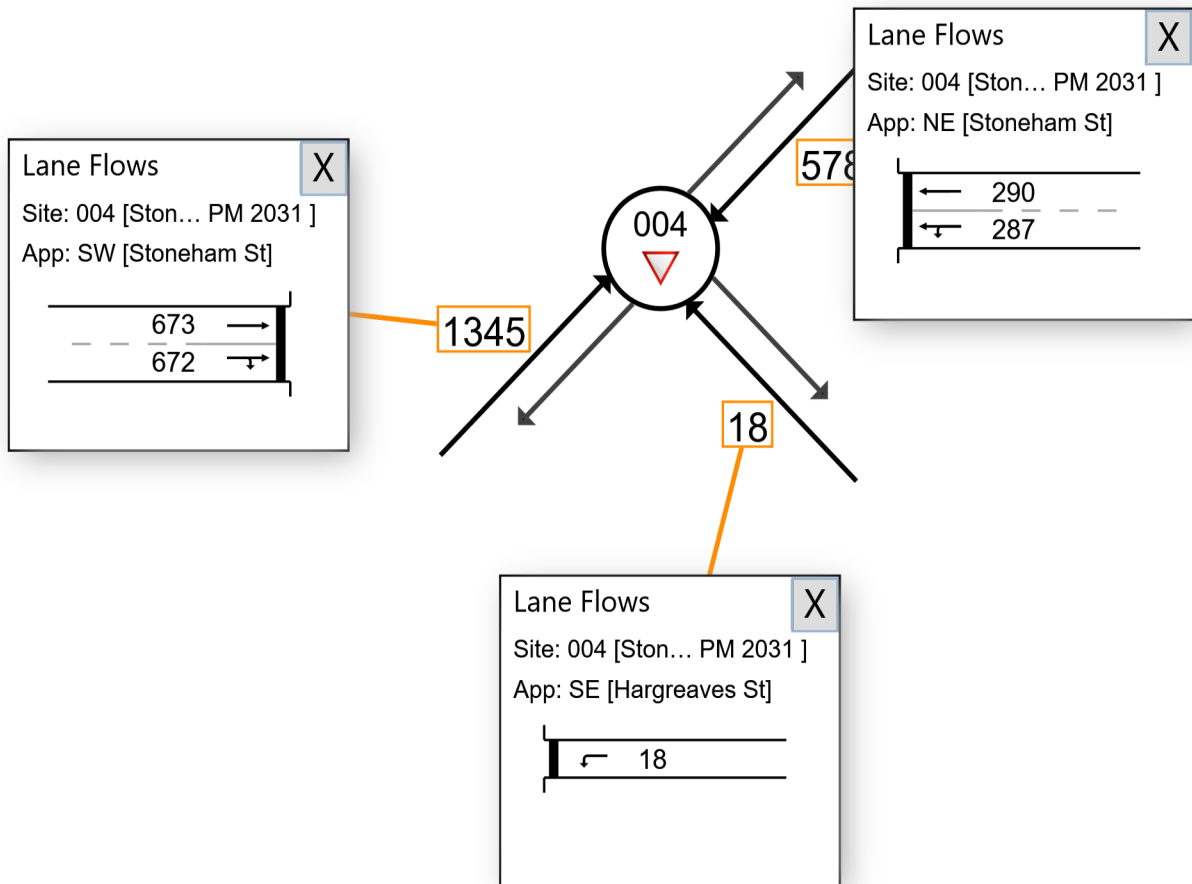 Lane Flows
X
Site: 004 [Ston... PM 2031 ]
App: NE [Stoneham St]
290
287
578
004
Lane Flows
X
Site: 004 [Ston... PM 2031 ]
App: SW [Stoneham St]
673
672
1345
18
Lane Flows
X
Site: 004 [Ston... PM 2031 ]
App: SE [Hargreaves St]
18